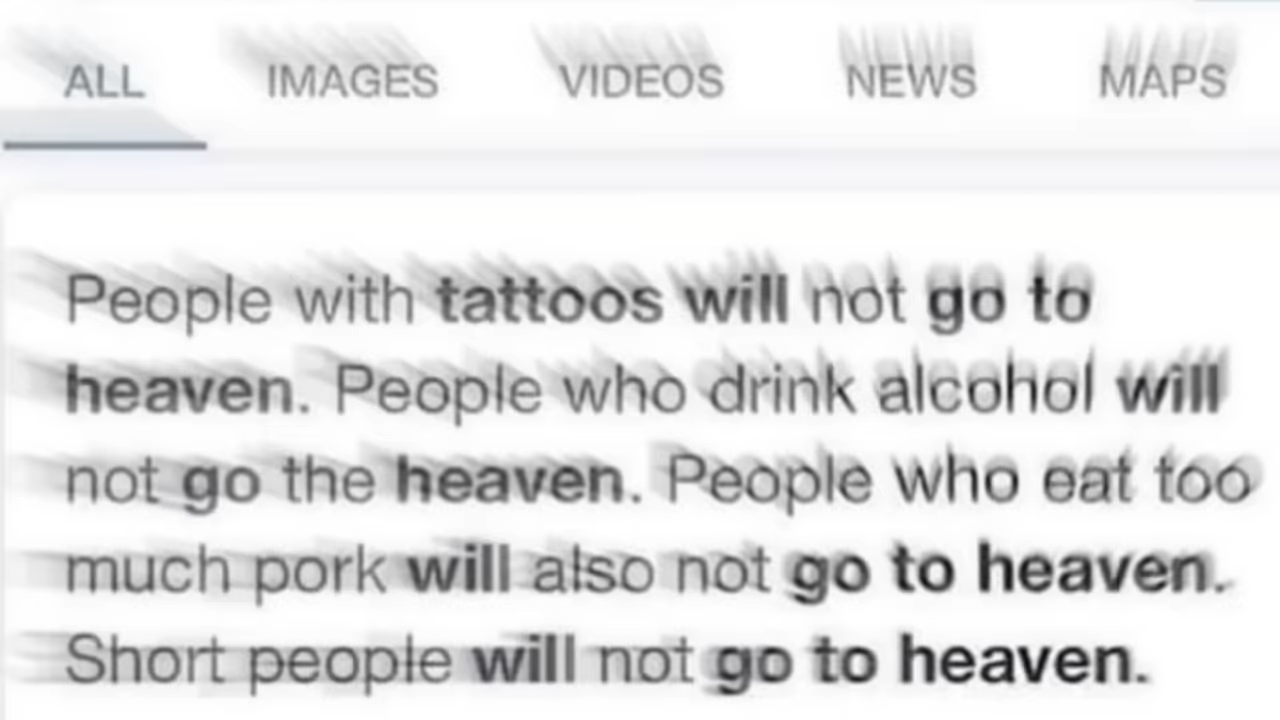 ALL IMAGES VIDEOS NEWS MAPS
People with tattoos will not go to
heaven. People who drink alcohol will
not go the heaven. People who eat too
much pork will also not go to heaven.
Short people will not go to heaven.